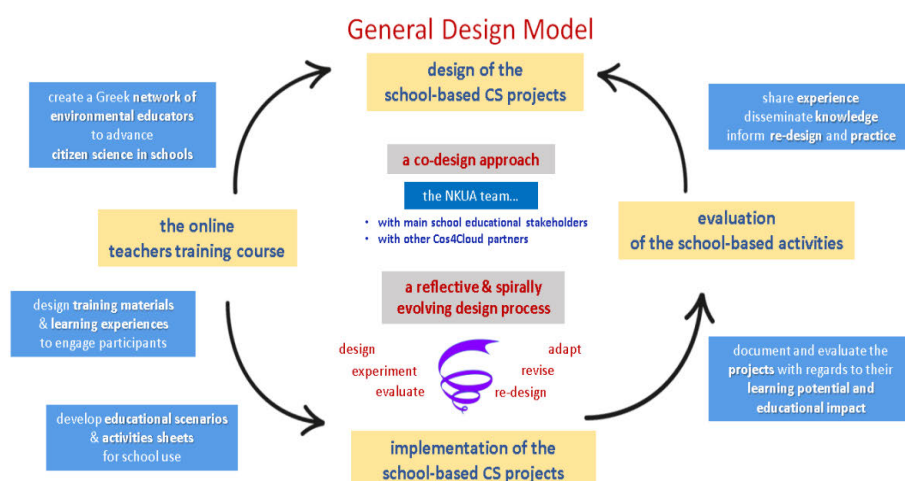 General Design Model
design of the
school-based CS projects
create a Greek network of
environmental educators
to advance
citizen science in schools
share experience
disseminate knowledge
inform re-design and practice
a co-design approach
the NKUA team...
• with main school educational stakeholders
• with other Cos4Cloud partners
the online
teachers training course
evaluation
of the school-based activities
a reflective & spirally
evolving design process
design training materials
& learning experiences
to engage participants
design
experiment
evaluate
adapt
revise
re-design
document and evaluate the
projects with regards to their
learning potential and
educational impact
develop educational scenarios
& activities sheets
for school use
implementation of the
school-based CS projects